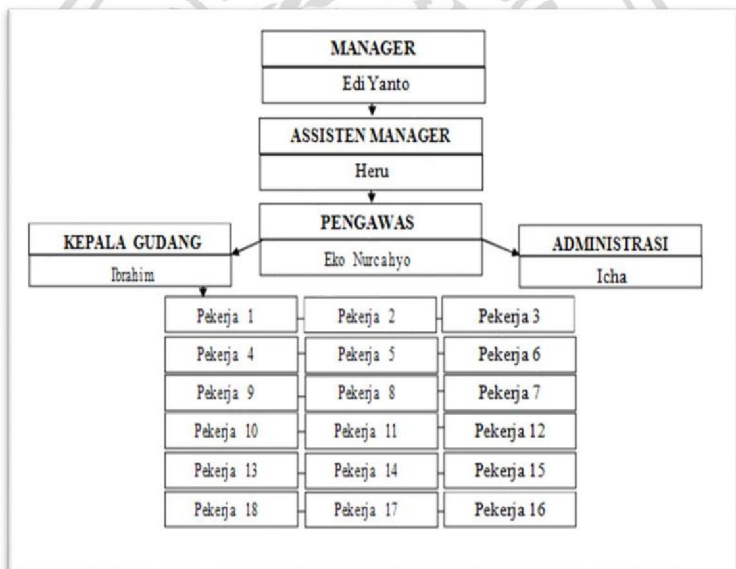 MANAGER
Edi Yanto
ASSISTEN MANAGER
Heru
PENGAWAS
Eko Nurcahyo
KEPALA GUDANG
Ibrahim
ADMINISTRASI
Icha
Pekerja 1 Pekerja 2 Pekerja 3
Pekerja 4 Pekerja 5 Pekerja 6
Pekerja 9 Pekerja 8 Pekerja 7
Pekerja 10 Pekerja 11 Pekerja 12
Pekerja 13 Pekerja 14 Pekerja 15
Pekerja 18 Pekerja 17 Pekerja 16